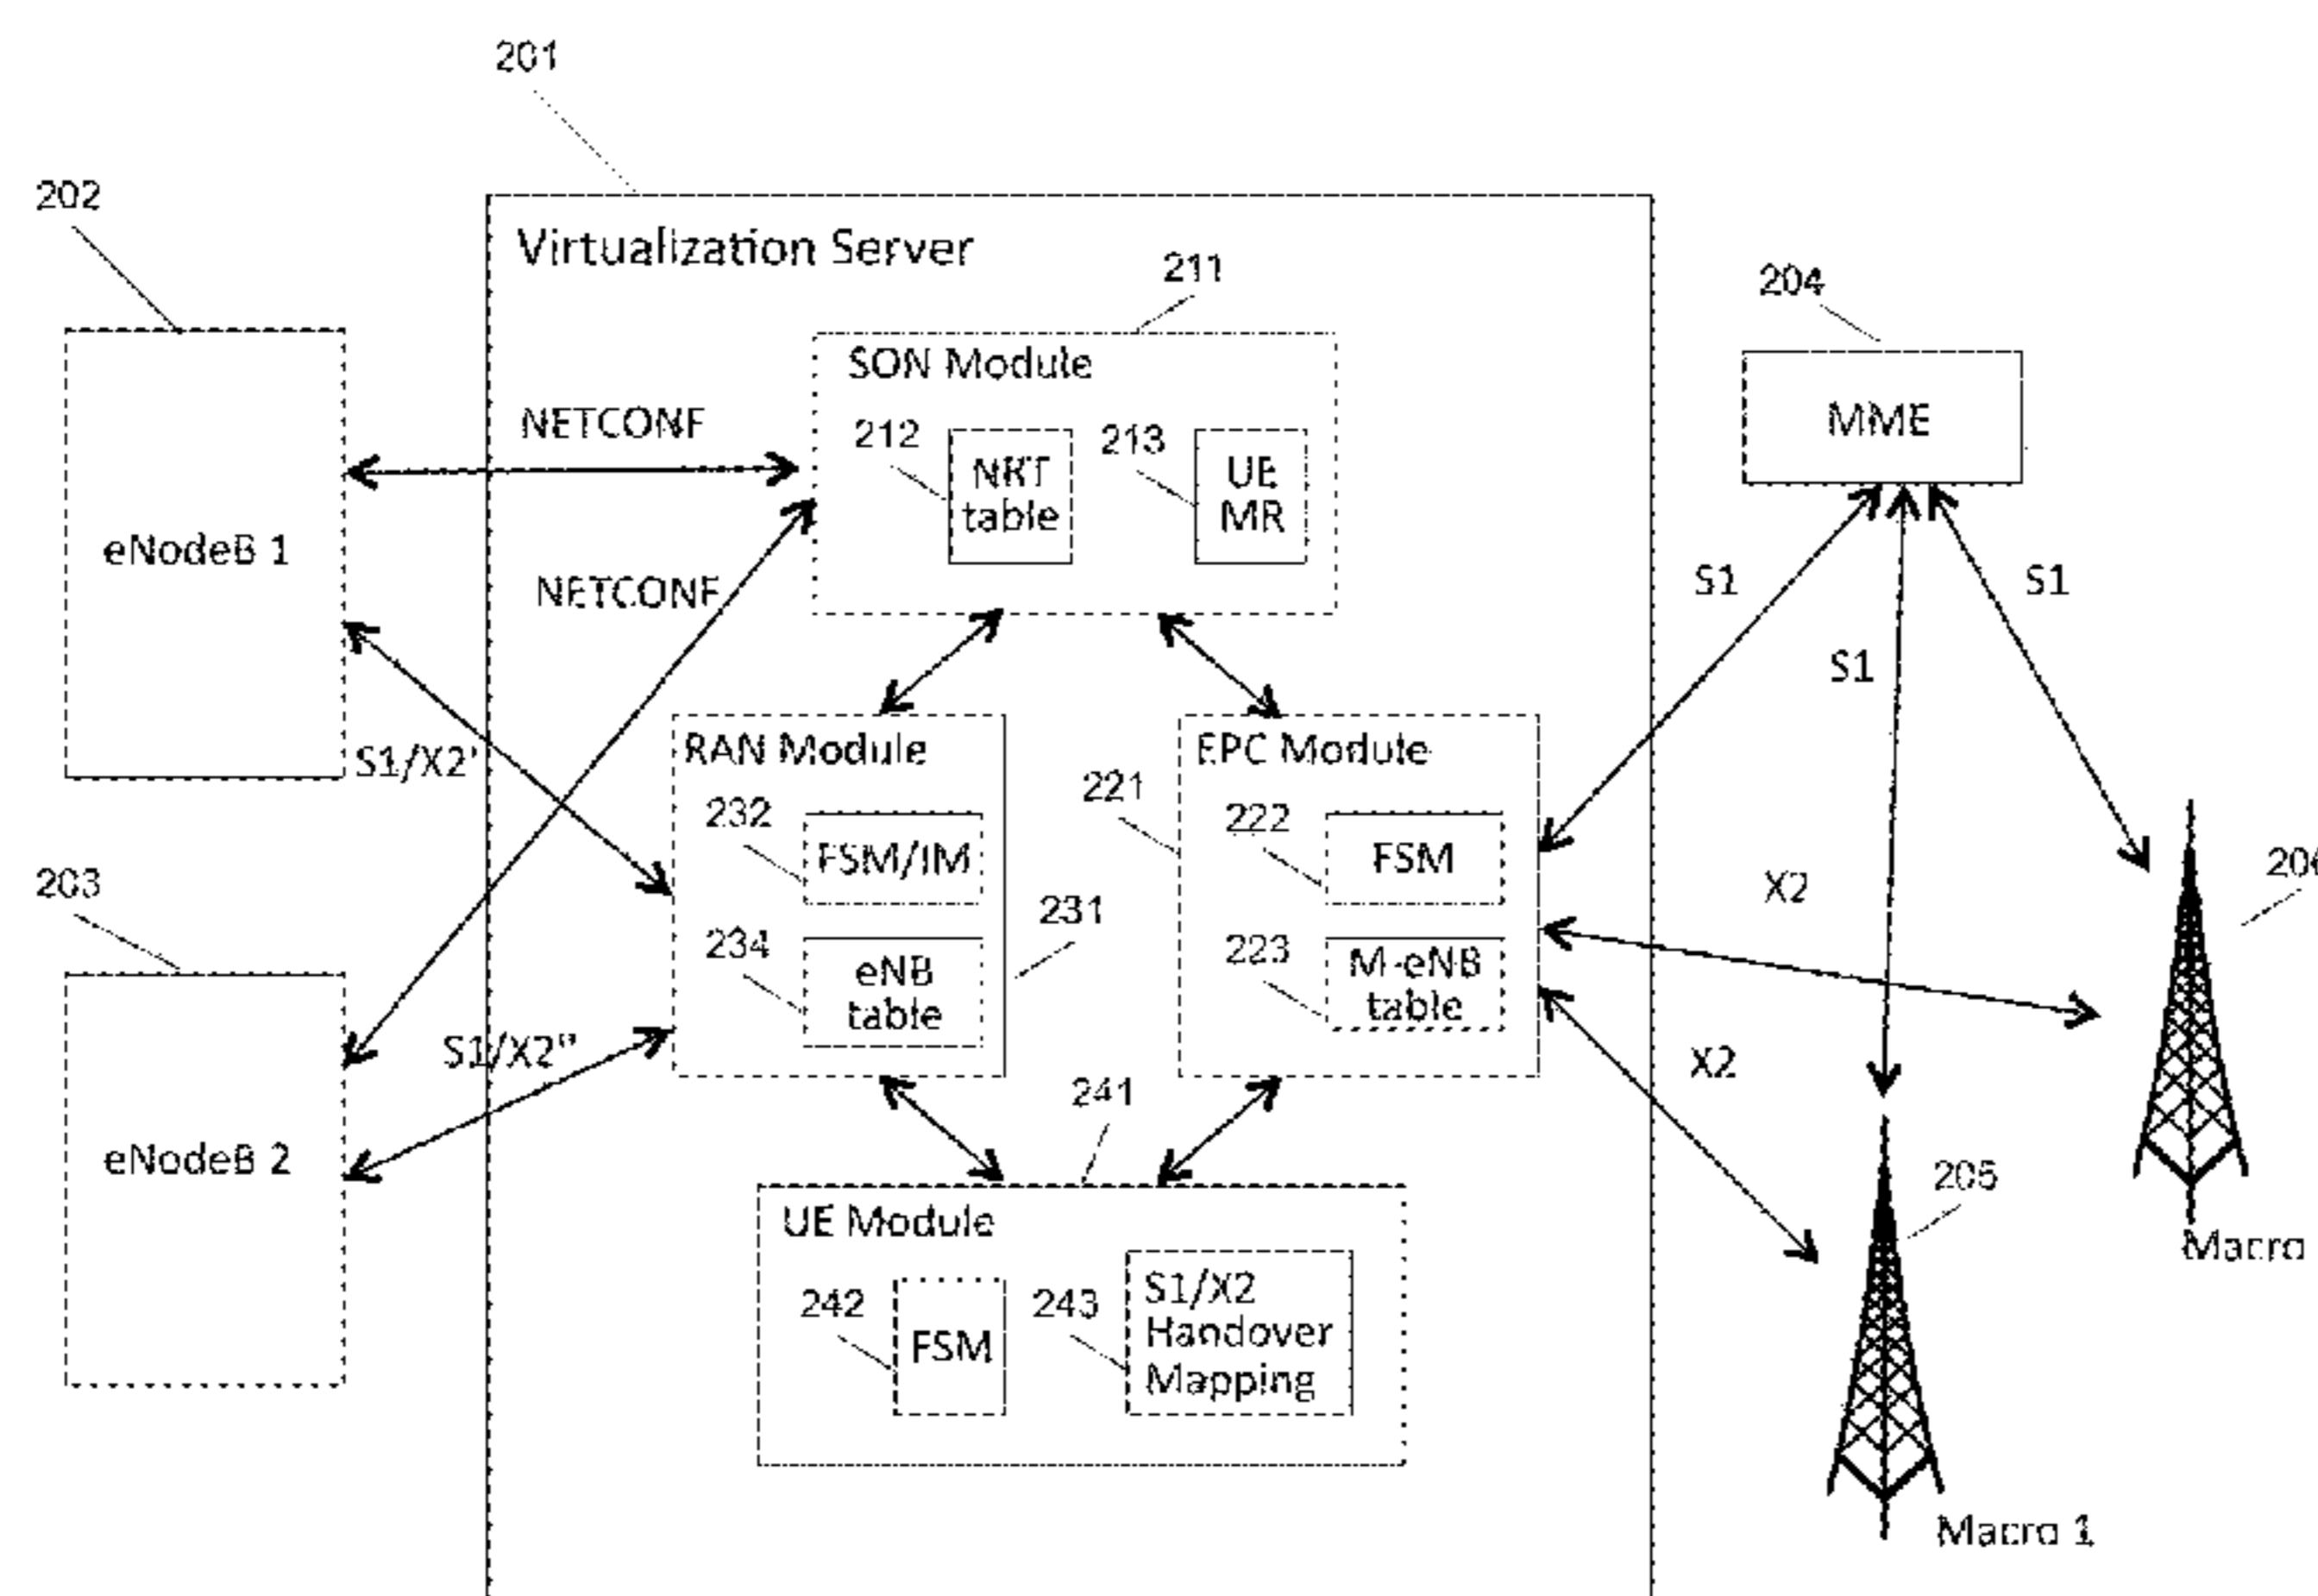 201
202
Virtualization Server
211
204
SON Module
MME
NETCONF
212
NRT
table
213
UE
MR
eNodeB 1
NETCONF
S1
S1
S1
S1/X2'
RAN Module
EPC Module
221
232
FSM/IM
222
FSM
X2
203
231
234
eNB
table
223
M-eNB
table
S1/X2"
X2
241
eNodeB 2
205
UE Module
Macro
242
FSM
243
S1/X2
Handover
Mapping
Macro 1